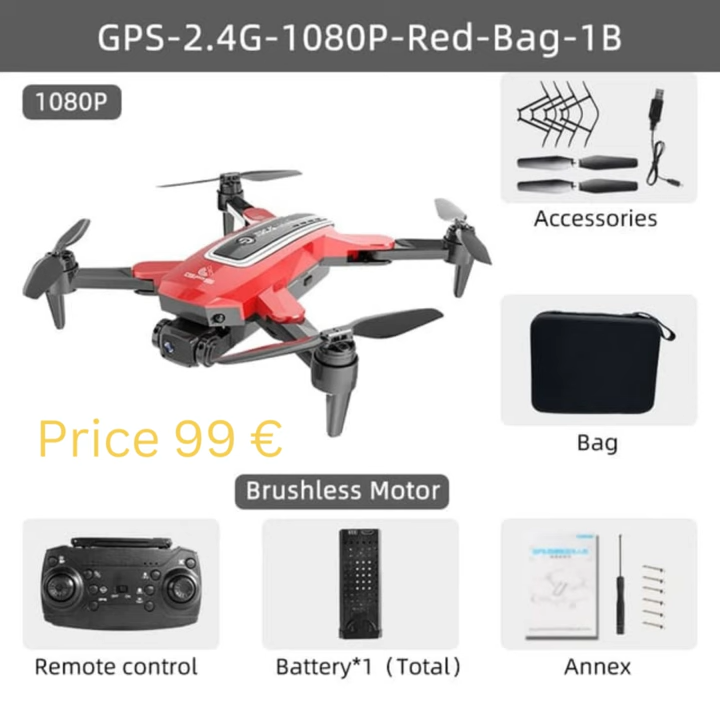 GPS-2.4G-1080P-Red-Bag-1B
1080P
Accessories
Bag
Price 99 €
Brushless Motor
Remote control
Battery*1 (Total)
Annex